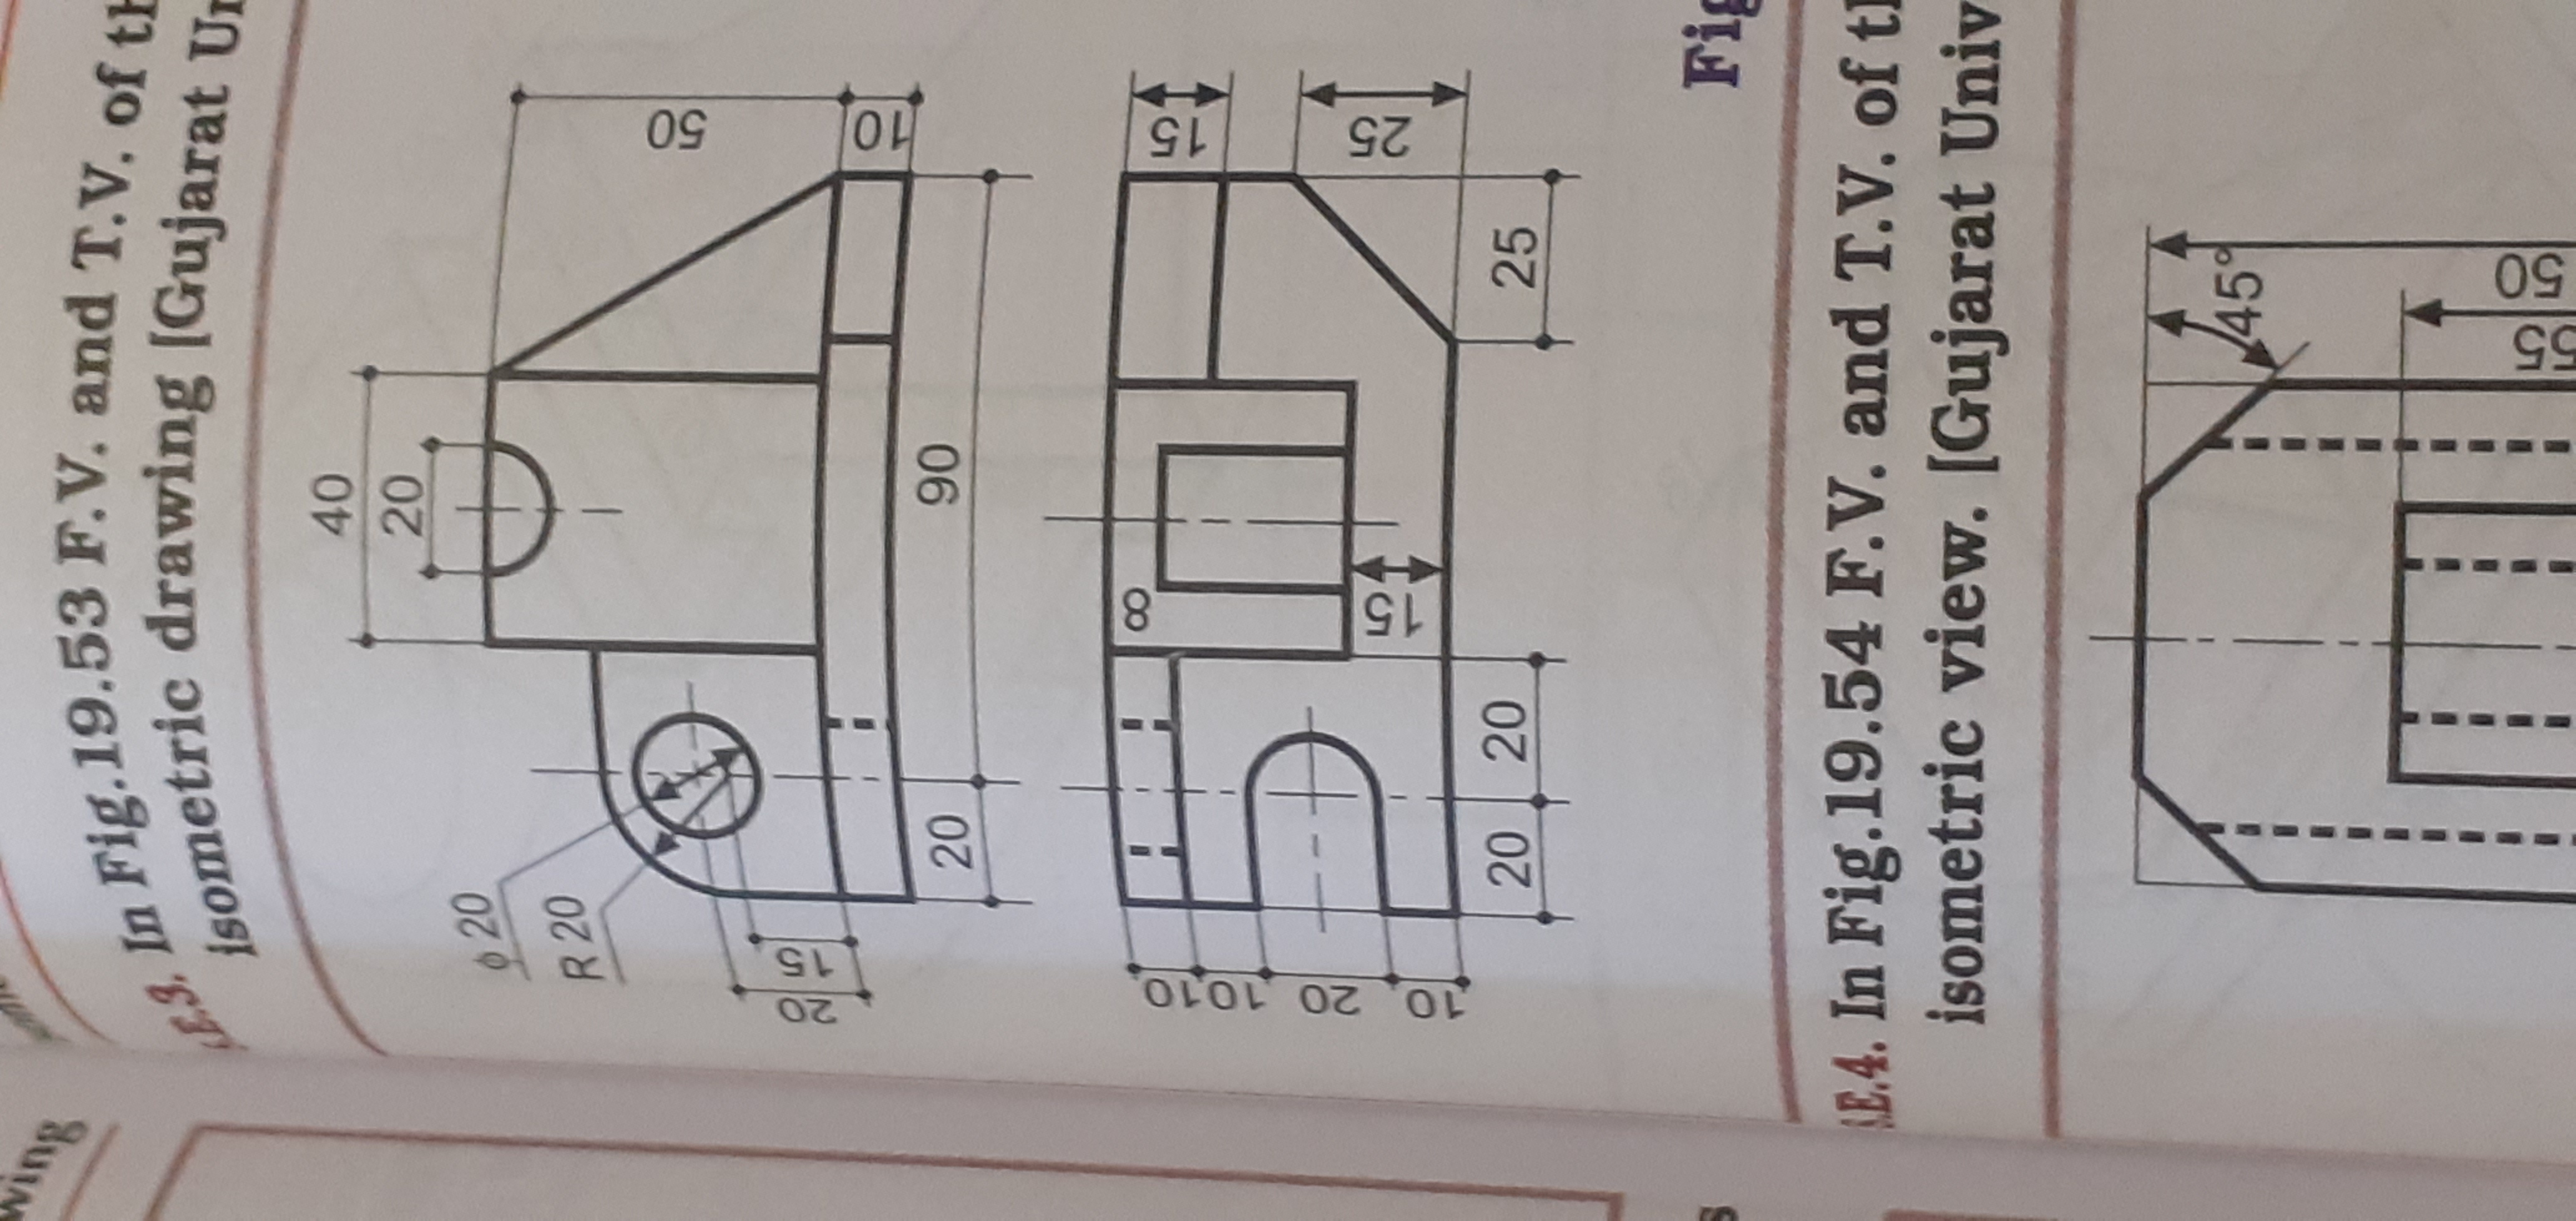 wing
.E.3. In Fig.19.53 F.V. and T.V. of th
isometric drawing [Gujarat Un
40
20
ϕ 20
R 20
50
20
15
10
20
90
10
8
15
10
20
10
15
25
20
20
25
Fig
s
.E.4. In Fig.19.54 F.V. and T.V. of th
isometric view. [Gujarat Univ
45°
55
50